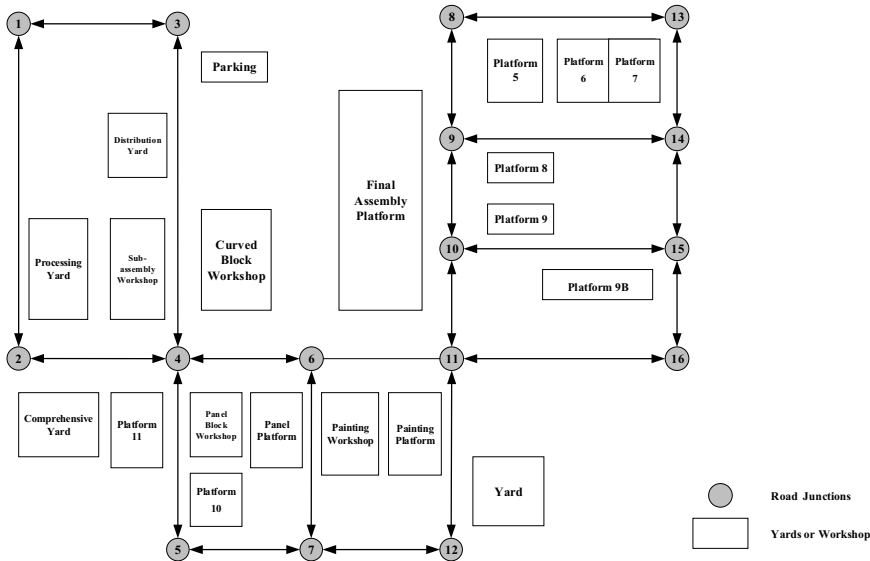 1
3
8
13
Parking
Platform
5
Platform
6
Platform
7
Distribution
Yard
9
14
Final
Assembly
Platform
Platform 8
Platform 9
Processing
Yard
Sub-
assembly
Workshop
Curved
Block
Workshop
10
15
Platform 9B
2
4
6
11
16
Comprehensive
Yard
Platform
11
Panel
Block
Workshop
Panel
Platform
Painting
Workshop
Painting
Platform
Platform
10
Yard
5
7
12
Road Junctions
Yards or Workshop